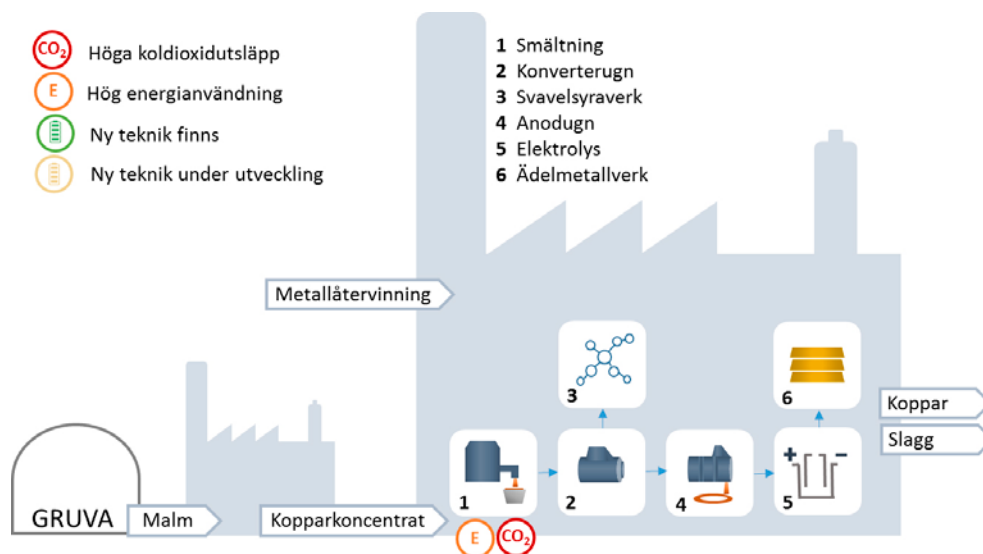 CO2 Höga koldioxidutsläpp
E Hög energianvändning
Ny teknik finns
Ny teknik under utveckling
1 Smältning
2 Konverterugn
3 Svavelsyraverk
4 Anodugn
5 Elektrolys
6 Ädelmetallverk
Metallåtervinning
3
6
Koppar
Slagg
GRUVA
Malm
Kopparkoncentrat
1
2
4
+ −
5
E CO2